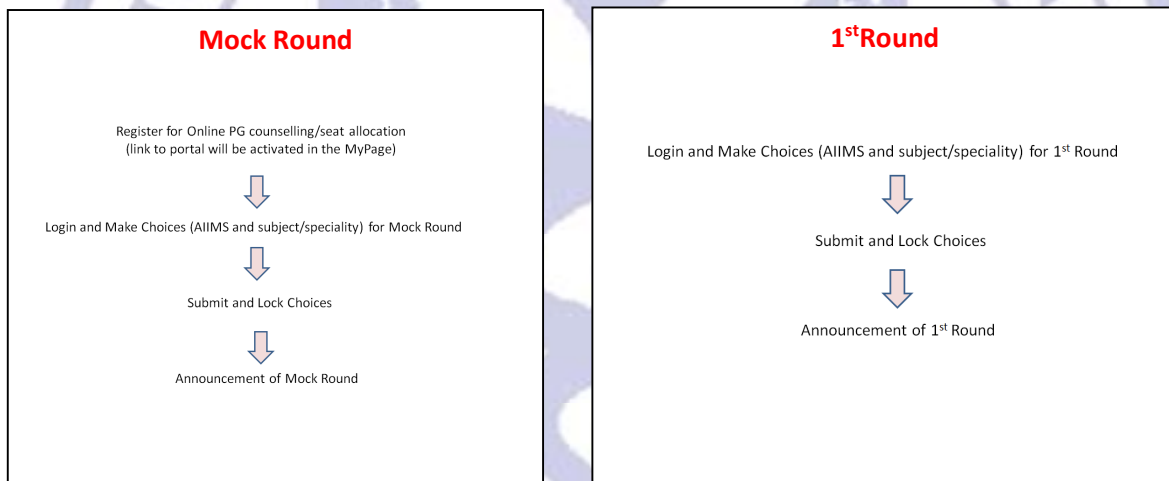 Mock Round
Register for Online PG counselling/seat allocation
(link to portal will be activated in the MyPage)
Login and Make Choices (AIIMS and subject/speciality) for Mock Round
Submit and Lock Choices
Announcement of Mock Round
1stRound
Login and Make Choices (AIIMS and subject/speciality) for 1st Round
Submit and Lock Choices
Announcement of 1st Round